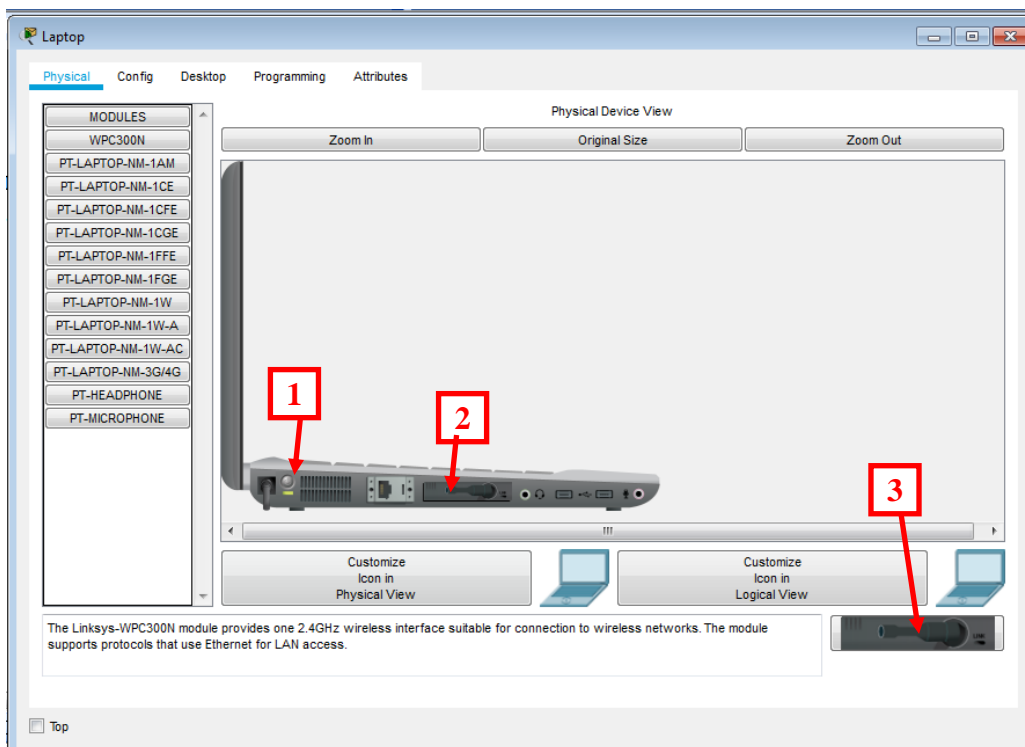 Laptop
Physical Config Desktop Programming Attributes
MODULES
WPC300N
PT-LAPTOP-NM-1AM
PT-LAPTOP-NM-1CE
PT-LAPTOP-NM-1CFE
PT-LAPTOP-NM-1CGE
PT-LAPTOP-NM-1FFE
PT-LAPTOP-NM-1FGE
PT-LAPTOP-NM-1W
PT-LAPTOP-NM-1W-A
PT-LAPTOP-NM-1W-AC
PT-LAPTOP-NM-3G/4G
PT-HEADPHONE
PT-MICROPHONE
Physical Device View
Zoom In Original Size Zoom Out
1
2
3
Customize
Icon in
Physical View
Customize
Icon in
Logical View
The Linksys-WPC300N module provides one 2.4GHz wireless interface suitable for connection to wireless networks. The module
supports protocols that use Ethernet for LAN access.
LINK
Top